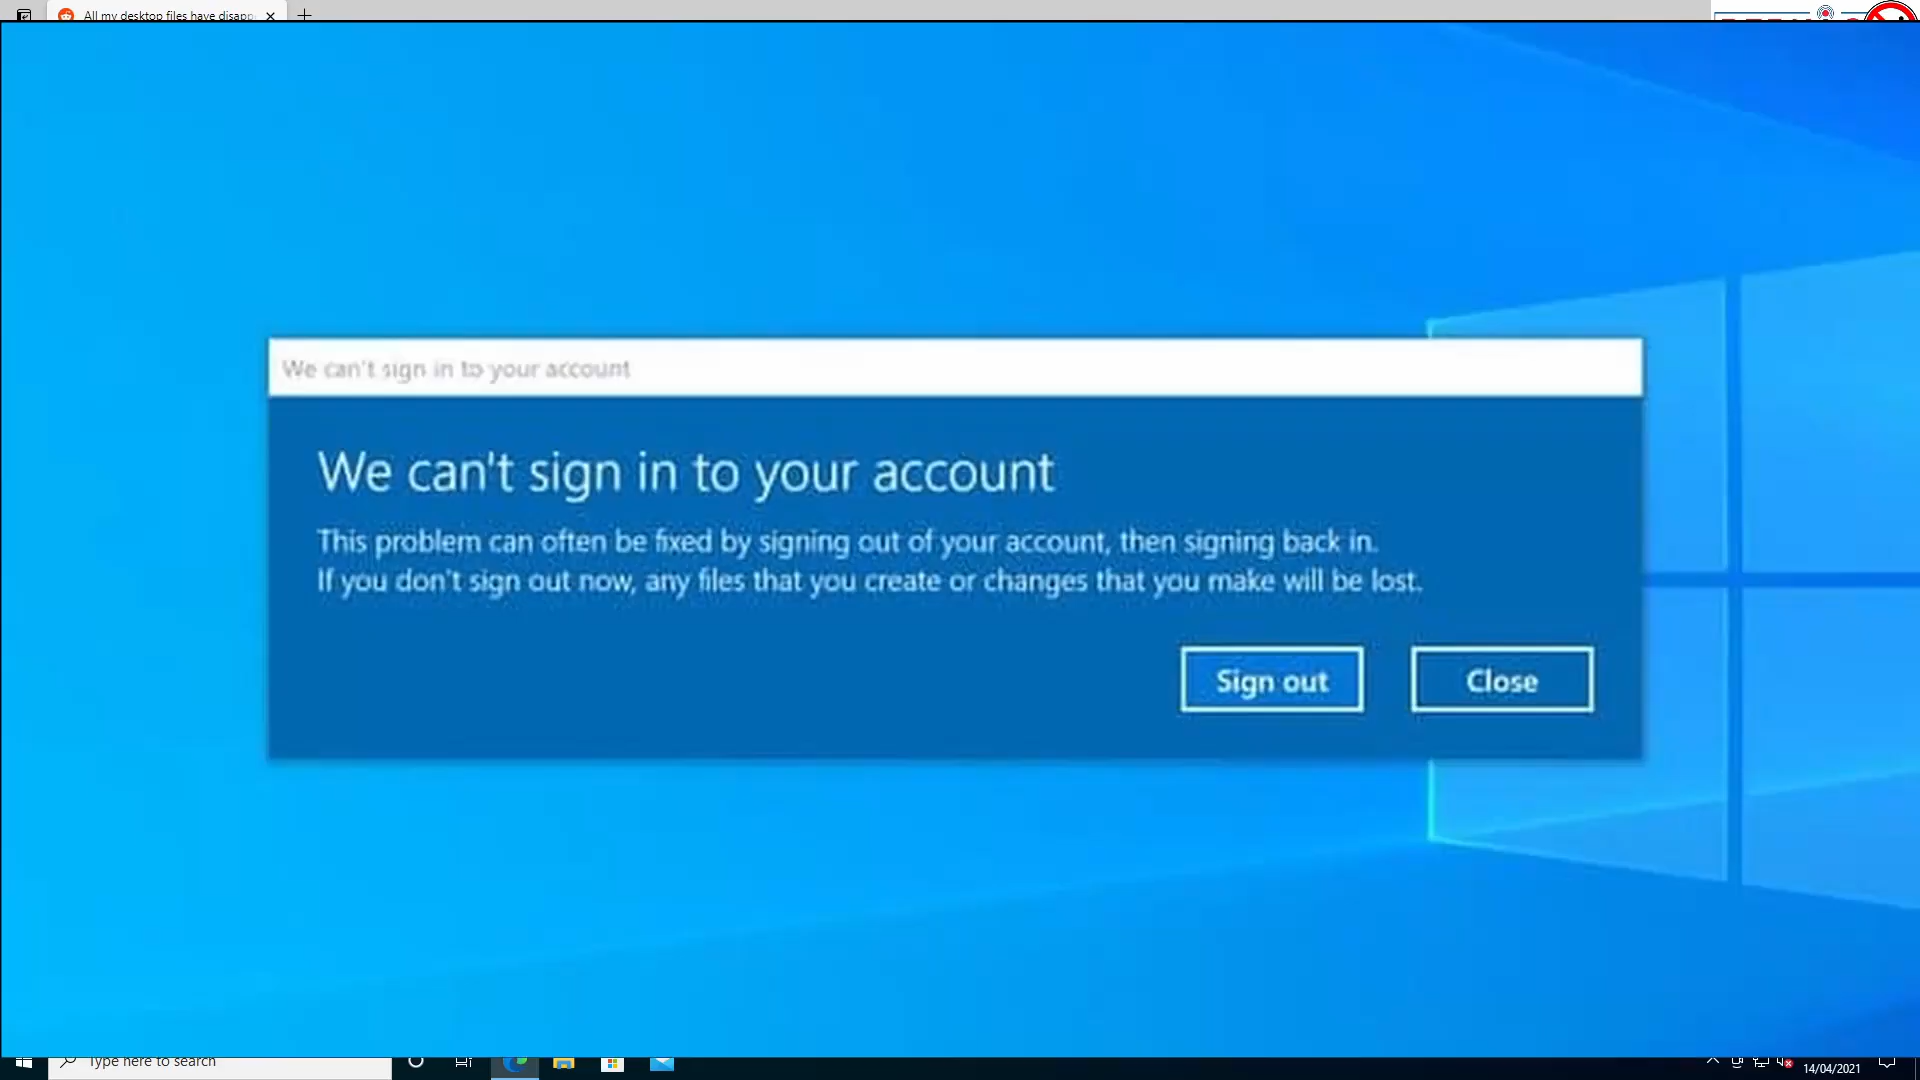 All my desktop files have disapp
We can't sign in to your account
We can't sign in to your account
This problem can often be fixed by signing out of your account, then signing back in.
If you don't sign out now, any files that you create or changes that you make will be lost.
Sign out
Close
Type here to search
14/04/2021